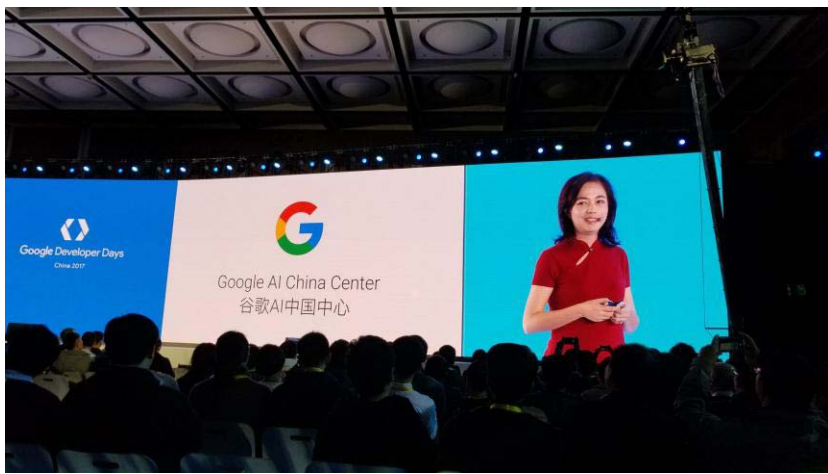 Google Developer Days
China 2017
G
Google AI China Center
谷歌AI中国中心